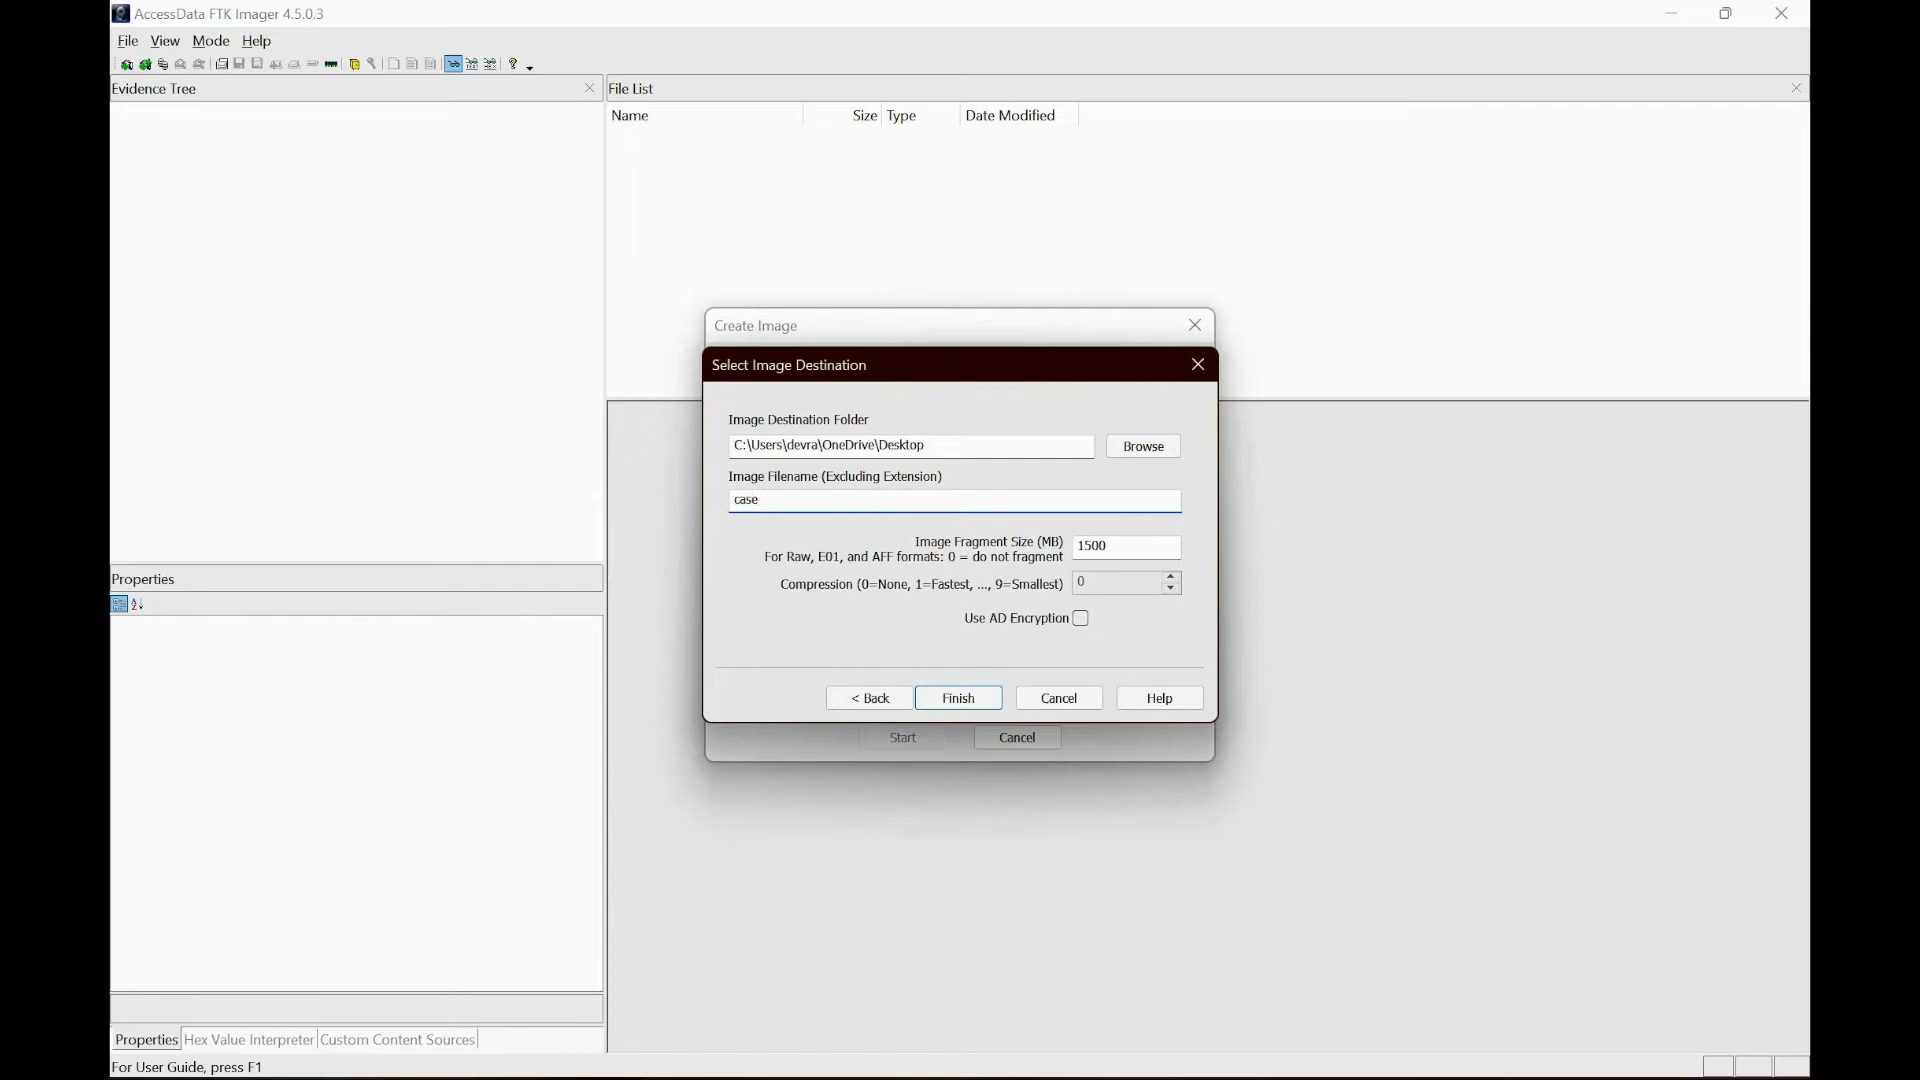 AccessData FTK Imager 4.5.0.3
File View Mode Help
Evidence Tree
File List
Name Size Type Date Modified
Create Image
Select Image Destination
Image Destination Folder
C:\Users\devra\OneDrive\Desktop
Browse
Image Filename (Excluding Extension)
case
Image Fragment Size (MB)
1500
For Raw, E01, and AFF formats: 0 = do not fragment
Compression (0=None, 1=Fastest, ..., 9=Smallest)
0
Use AD Encryption
< Back Finish Cancel Help
Start Cancel
Properties
Properties Hex Value Interpreter Custom Content Sources
For User Guide, press F1